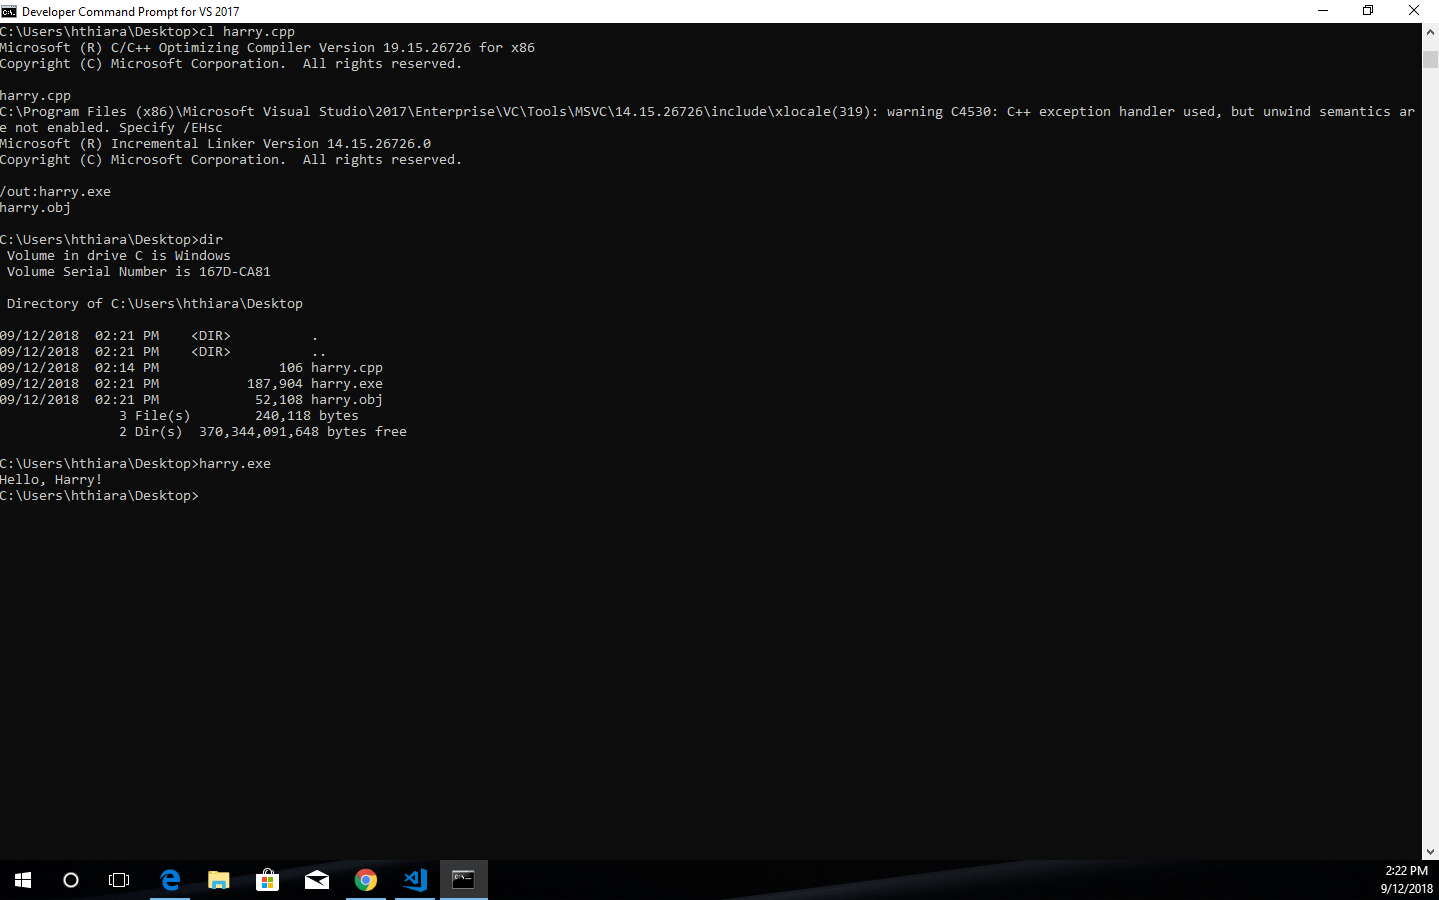 Developer Command Prompt for VS 2017
C:\Users\hthiara\Desktop>cl harry.cpp
Microsoft (R) C/C++ Optimizing Compiler Version 19.15.26726 for x86
Copyright (C) Microsoft Corporation.  All rights reserved.
harry.cpp
C:\Program Files (x86)\Microsoft Visual Studio\2017\Enterprise\VC\Tools\MSVC\14.15.26726\include\xlocale(319): warning C4530: C++ exception handler used, but unwind semantics ar
e not enabled. Specify /EHsc
Microsoft (R) Incremental Linker Version 14.15.26726.0
Copyright (C) Microsoft Corporation.  All rights reserved.
/out:harry.exe
harry.obj
C:\Users\hthiara\Desktop>dir
 Volume in drive C is Windows
 Volume Serial Number is 167D-CA81
 Directory of C:\Users\hthiara\Desktop
09/12/2018  02:21 PM    <DIR>          .
09/12/2018  02:21 PM    <DIR>          ..
09/12/2018  02:14 PM               106 harry.cpp
09/12/2018  02:21 PM           187,904 harry.exe
09/12/2018  02:21 PM            52,108 harry.obj
               3 File(s)        240,118 bytes
               2 Dir(s)  370,344,091,648 bytes free
C:\Users\hthiara\Desktop>harry.exe
Hello, Harry!
C:\Users\hthiara\Desktop>
2:22 PM
9/12/2018